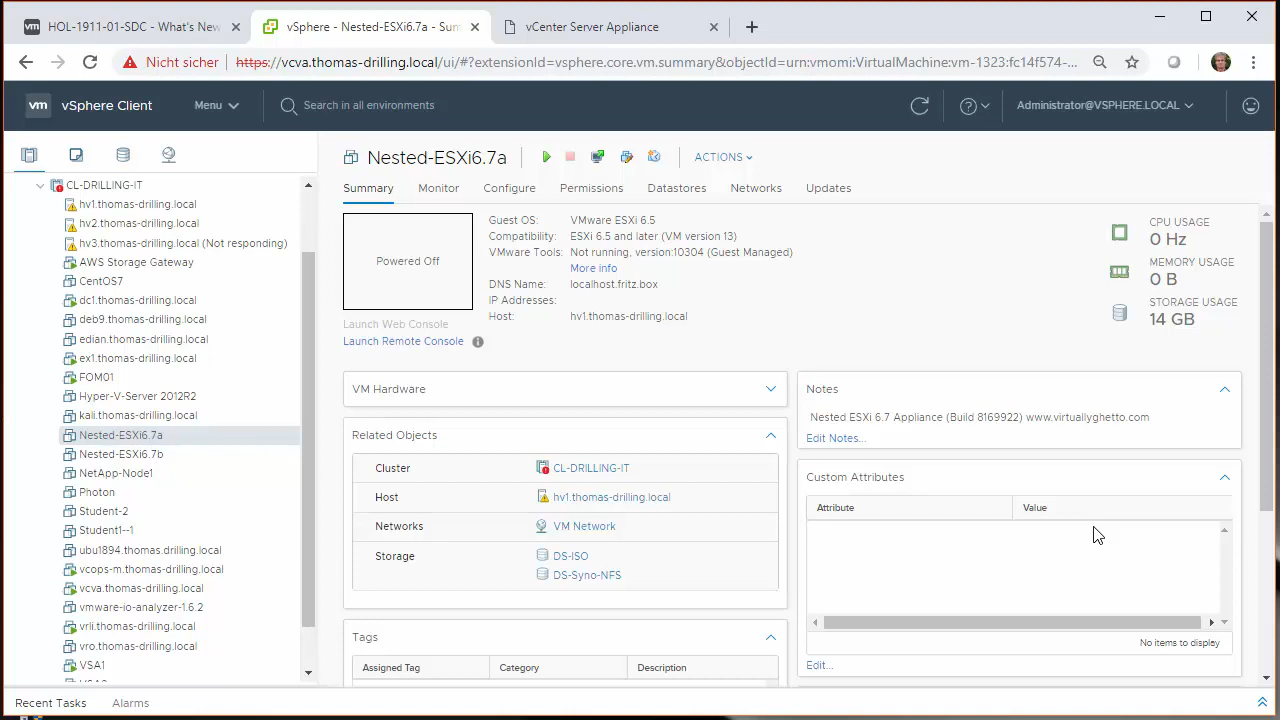 HOL-1911-01-SDC - What's New
vSphere - Nested-ESXi6.7a - Sum
vCenter Server Appliance
Nicht sicher
https://vcva.thomas-drilling.local/ui/#?extensionId=vsphere.core.vm.summary&objectId=urn:vmomi:VirtualMachine:vm-1323:fc14f574-...
vm
vSphere Client
Menu
Search in all environments
Administrator@VSPHERE.LOCAL
CL-DRILLING-IT
hv1.thomas-drilling.local
hv2.thomas-drilling.local
hv3.thomas-drilling.local (Not responding)
AWS Storage Gateway
CentOS7
dc1.thomas-drilling.local
deb9.thomas-drilling.local
edian.thomas-drilling.local
ex1.thomas-drilling.local
FOM01
Hyper-V-Server 2012R2
kali.thomas-drilling.local
Nested-ESXi6.7a
Nested-ESXi6.7b
NetApp-Node1
Photon
Student-2
Student1--1
ubu1894.thomas.drilling.local
vcops-m.thomas-drilling.local
vcva.thomas-drilling.local
vmware-io-analyzer-1.6.2
vrli.thomas-drilling.local
vro.thomas-drilling.local
VSA1
Nested-ESXi6.7a
ACTIONS
Summary
Monitor
Configure
Permissions
Datastores
Networks
Updates
Powered Off
Launch Web Console
Launch Remote Console
Guest OS: VMware ESXi 6.5
Compatibility: ESXi 6.5 and later (VM version 13)
VMware Tools: Not running, version:10304 (Guest Managed)
More info
DNS Name: localhost.fritz.box
IP Addresses:
Host: hv1.thomas-drilling.local
CPU USAGE
0 Hz
MEMORY USAGE
0 B
STORAGE USAGE
14 GB
VM Hardware
Related Objects
Cluster CL-DRILLING-IT
Host hv1.thomas-drilling.local
Networks VM Network
Storage DS-ISO
DS-Syno-NFS
Tags
Assigned Tag Category Description
Notes
Nested ESXi 6.7 Appliance (Build 8169922) www.virtuallyghetto.com
Edit Notes...
Custom Attributes
Attribute Value
No items to display
Edit...
Recent Tasks
Alarms